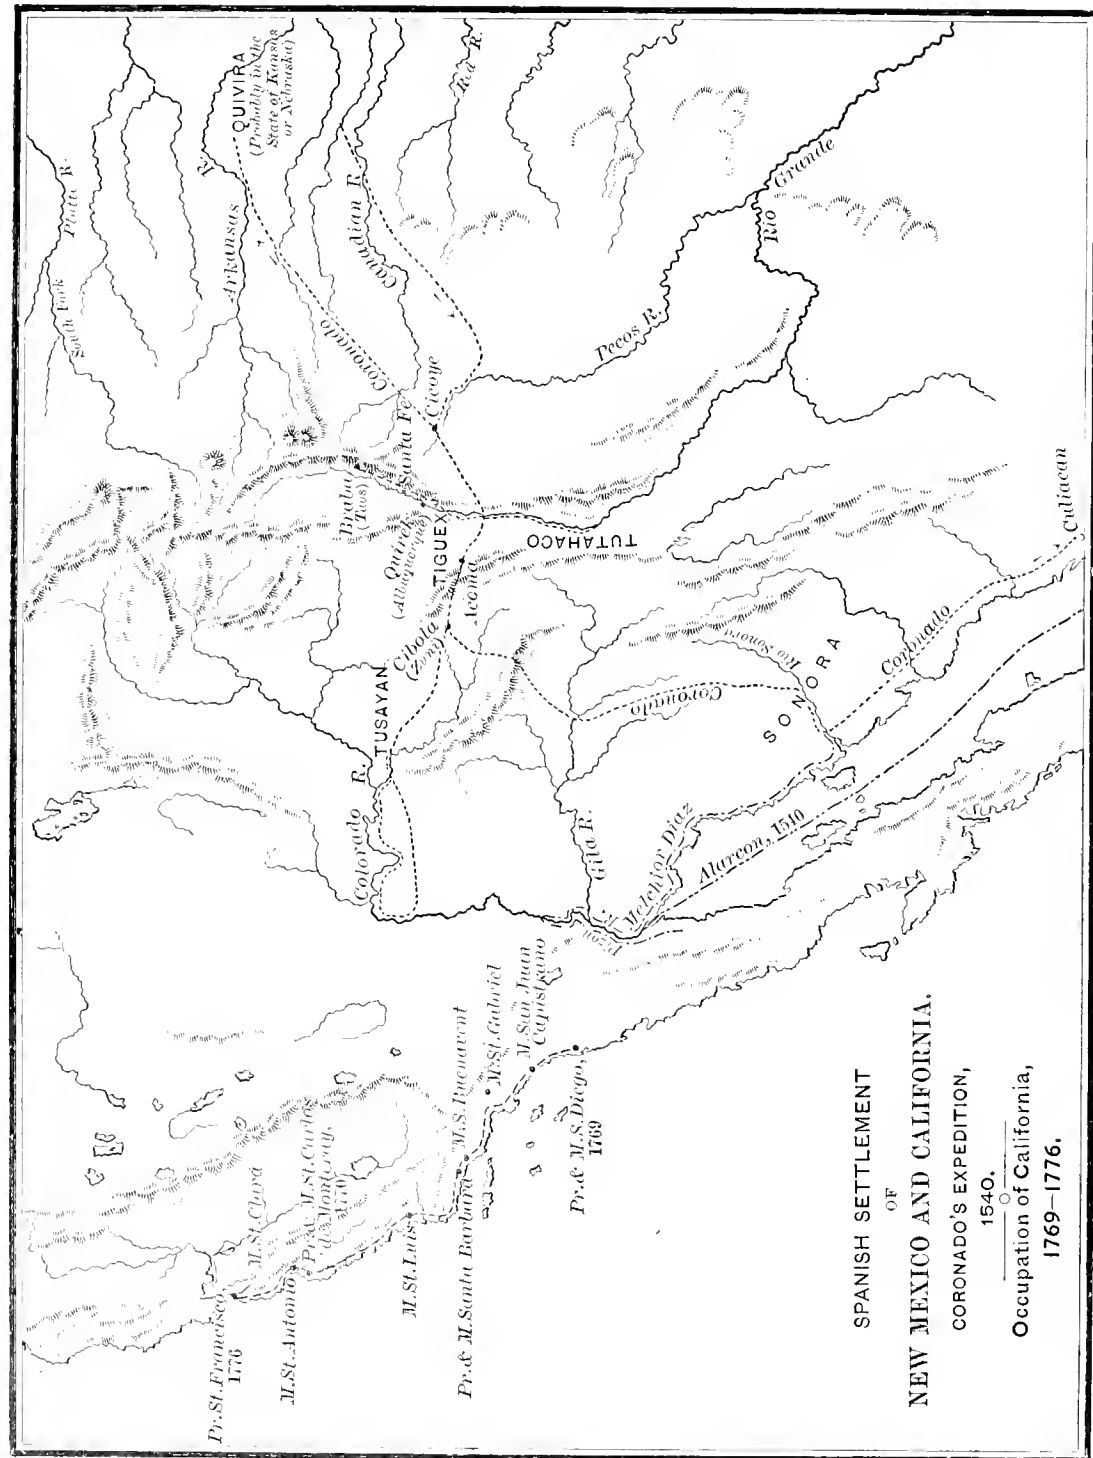 SPANISH SETTLEMENT
OF
NEW MEXICO AND CALIFORNIA.
CORONADO'S EXPEDITION,
1540.
Occupation of California,
1769–1776.
Pr. St. Francisco.
1776
M. St. Clara
M. St. Antonio
Pr. & M. St. Carlos
de Monteray,
1770
M. St. Luis
Pr. & M. Santa Barbara
M. S. Buenavent
M. St. Gabriel
M. San Juan
Capistrano
Pr. & M. S. Diego,
1769
Colorado R.
TUSAYAN
Cibola
(Zuni)
Quirex
(Albuquerque)
TIGUEX
Acoma
Braba
(Taos)
Santa Fe
Cicuye
TUTAHACO
Coronado
Canadian R.
Arkansas R.
QUIVIRA
(Probably in the
State of Kansas
or Nebraska)
South Fork
Platte R.
Red R.
Pecos R.
Rio Grande
Gila R.
R.
Melchior Diaz
Alarcon, 1540
Coronado
SONORA
Rio Sonora
Coronado
Culiacan